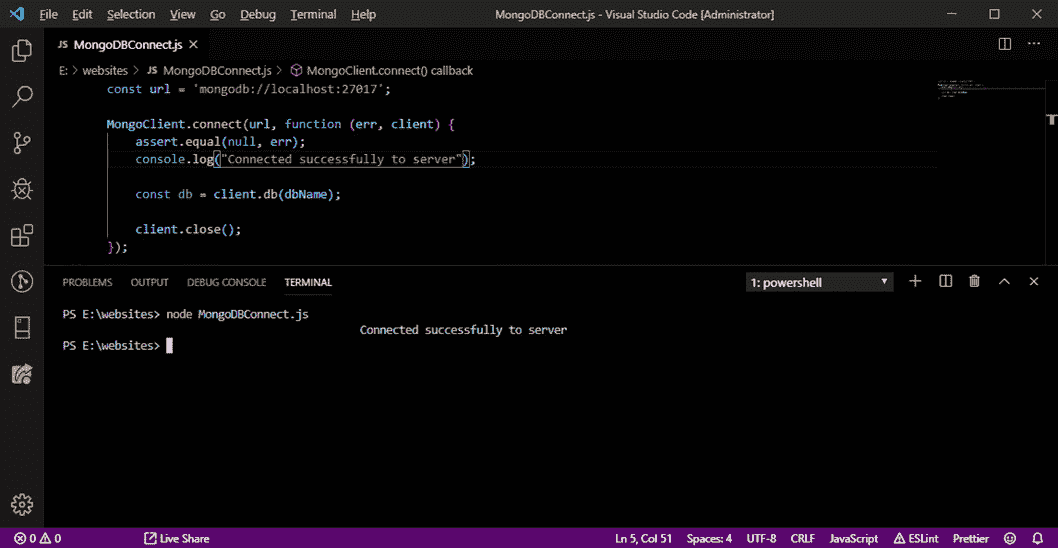 File Edit Selection View Go Debug Terminal Help MongoDBConnect.js - Visual Studio Code [Administrator]
JS MongoDBConnect.js
E: > websites > JS MongoDBConnect.js > MongoClient.connect() callback
const url = 'mongodb://localhost:27017';
MongoClient.connect(url, function (err, client) {
assert.equal(null, err);
console.log("Connected successfully to server");
const db = client.db(dbName);
client.close();
});
PROBLEMS OUTPUT DEBUG CONSOLE TERMINAL 1: powershell
PS E:\websites> node MongoDBConnect.js
Connected successfully to server
PS E:\websites>
0 0 Live Share Ln 5, Col 51 Spaces: 4 UTF-8 CRLF JavaScript ESLint Prettier